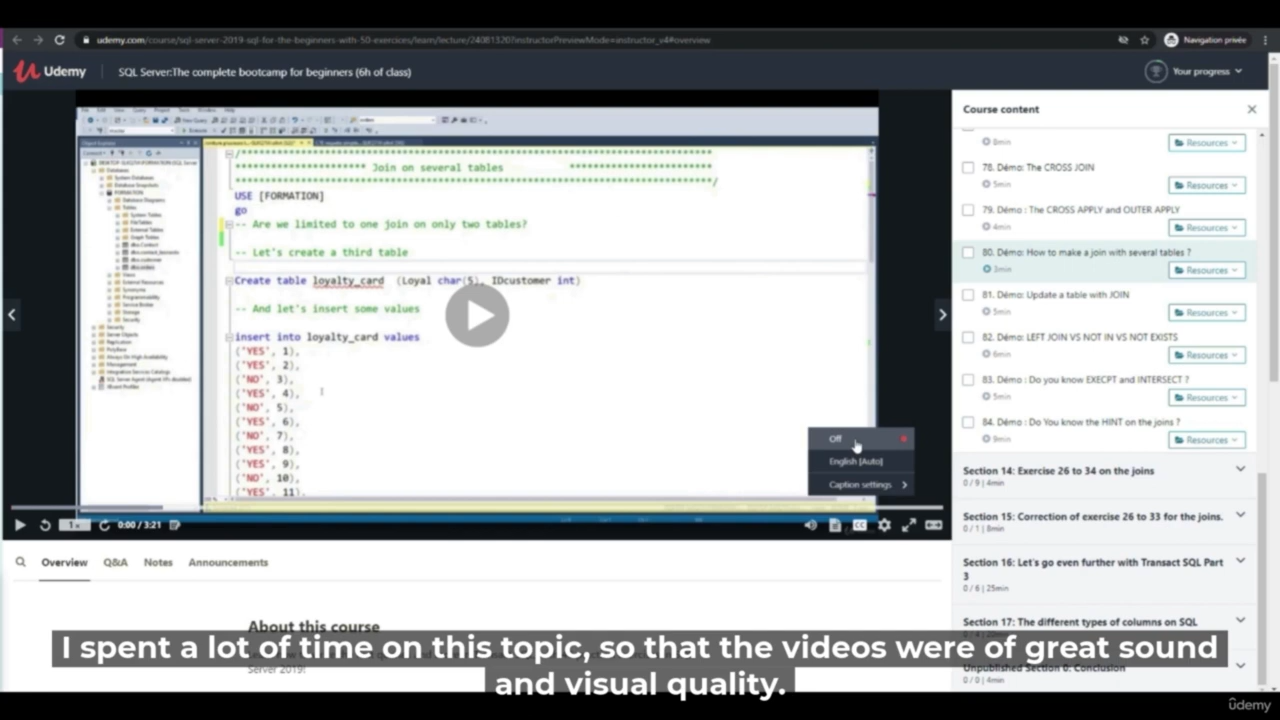 udemy.com/course/sql-server-2019-sql-for-the-beginners-with-50-exercices/learn/lecture/24081320?instructorPreviewMode=instructor_v4#overview
Navigation privée
Udemy
SQL Server:The complete bootcamp for beginners (6h of class)
Your progress
Join on several tables
USE [FORMATION]
go
-- Are we limited to one join on only two tables?
-- Let's create a third table
Create table loyalty_card (Loyal char(5), IDcustomer int)
-- And let's insert some values
insert into loyalty_card values
('YES', 1),
('YES', 2),
('NO', 3),
('YES', 4),
('NO', 5),
('YES', 6),
('NO', 7),
('YES', 8),
('YES', 9),
('NO', 10),
('YES', 11),
Off
English [Auto]
Caption settings
1x
0:00 / 3:21
CC
Course content
8min
Resources
78. Démo: The CROSS JOIN
5min
Resources
79. Démo : The CROSS APPLY and OUTER APPLY
4min
Resources
80. Démo: How to make a join with several tables ?
3min
Resources
81. Démo: Update a table with JOIN
5min
Resources
82. Démo: LEFT JOIN VS NOT IN VS NOT EXISTS
6min
Resources
83. Démo : Do you know EXECPT and INTERSECT ?
5min
Resources
84. Démo : Do You know the HINT on the joins ?
9min
Resources
Section 14: Exercise 26 to 34 on the joins
0 / 9 | 4min
Section 15: Correction of exercise 26 to 33 for the joins.
0 / 1 | 8min
Section 16: Let's go even further with Transact SQL Part
3
0 / 6 | 25min
Section 17: The different types of columns on SQL
Unpublished Section 0: Conclusion
0 / 0 | 4min
Overview
Q&A
Notes
Announcements
About this course
Server 2019!
I spent a lot of time on this topic, so that the videos were of great sound
and visual quality.
udemy